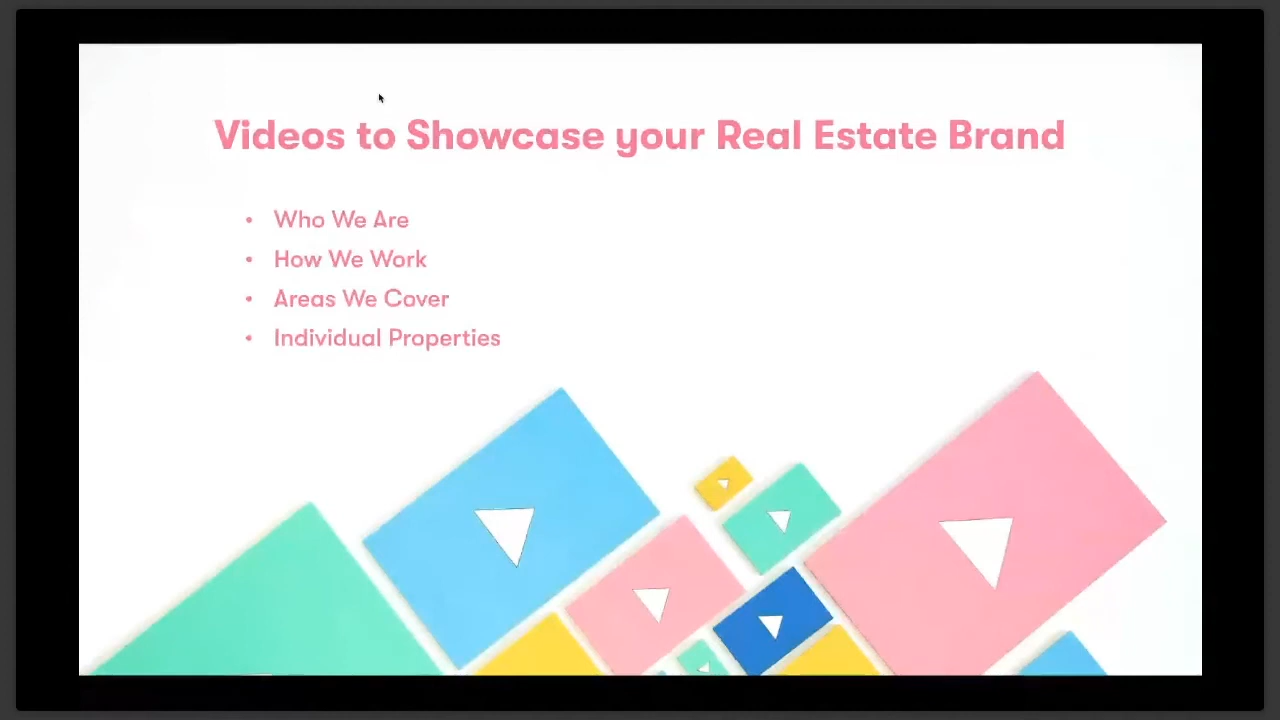 Videos to Showcase your Real Estate Brand
• Who We Are
• How We Work
• Areas We Cover
• Individual Properties